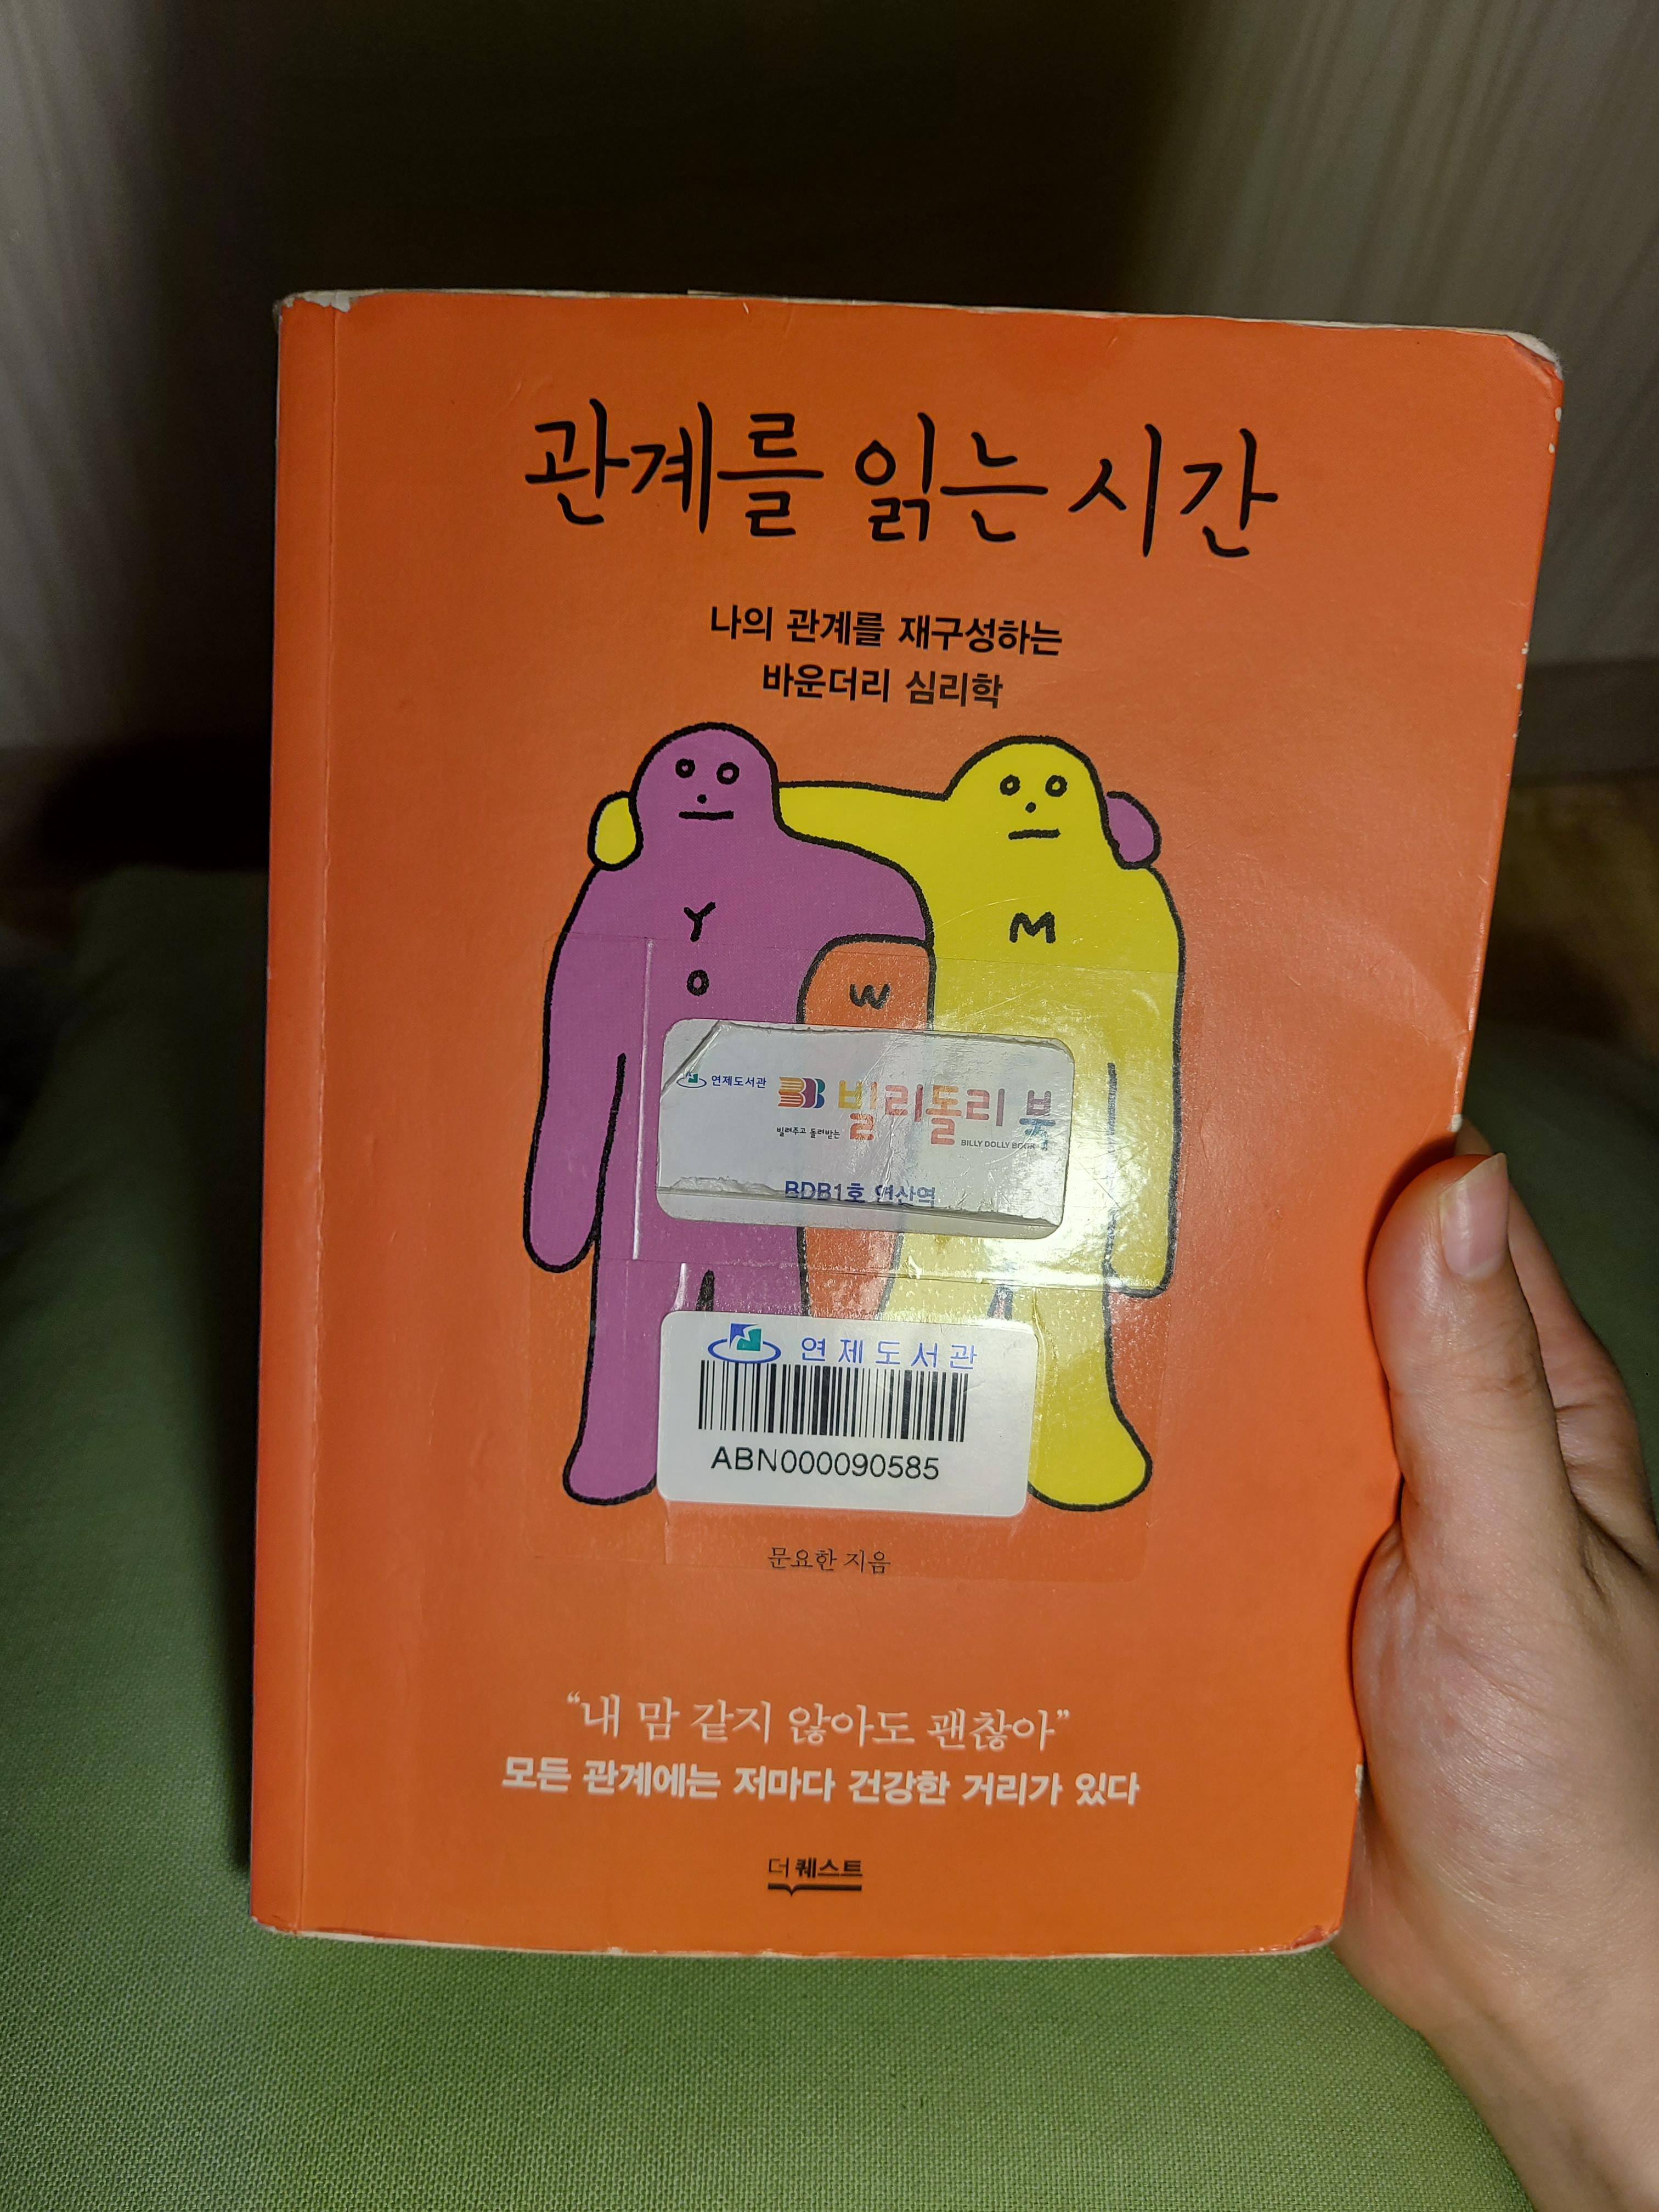 관계를 읽는 시간
나의 관계를 재구성하는
바운더리 심리학
Y
O
M
W
연제도서관
빌려주고 돌려받는
빌리돌리 북
BILLY DOLLY BOOK
BDB1호 연산역
연제도서관
ABN000090585
문요한 지음
“내 맘 같지 않아도 괜찮아”
모든 관계에는 저마다 건강한 거리가 있다
더퀘스트